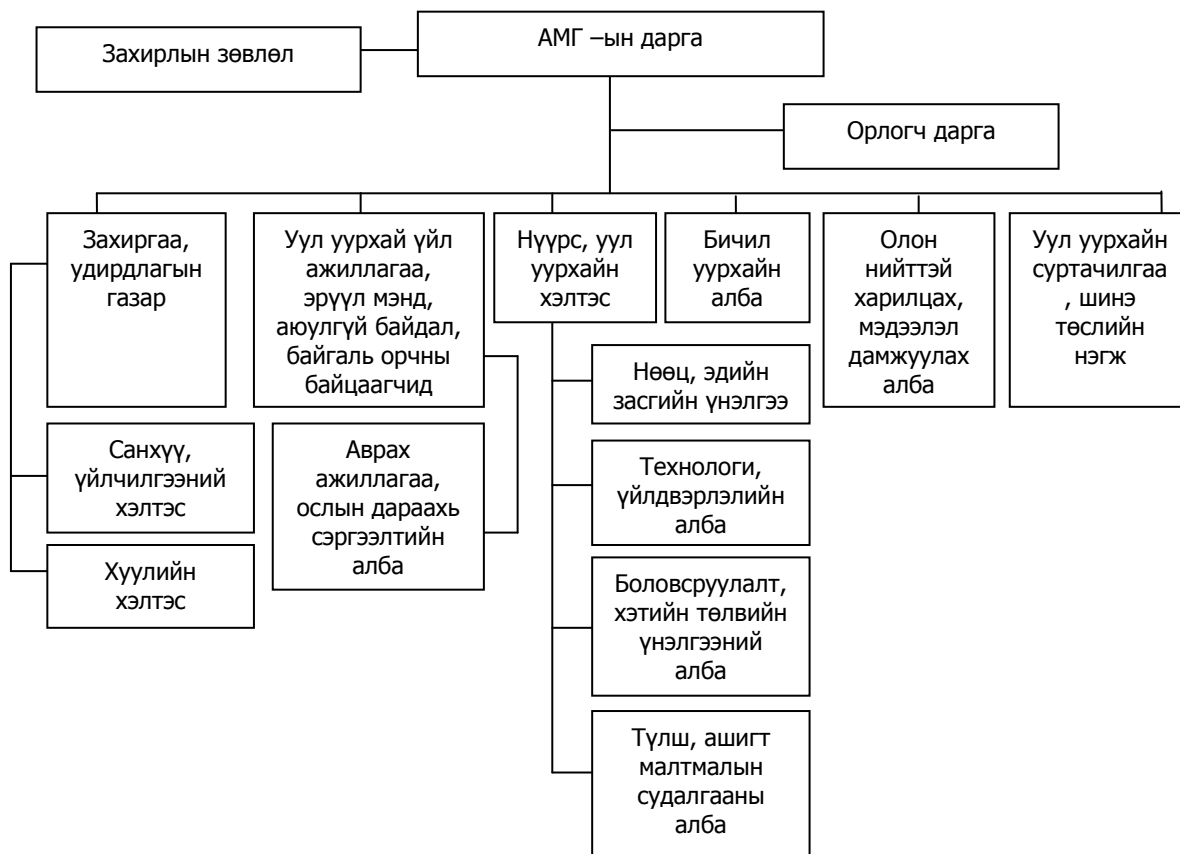 АМГ –ын дарга
Захирлын зөвлөл
Орлогч дарга
Захиргаа,
удирдлагын
газар
Уул уурхай үйл
ажиллагаа,
эрүүл мэнд,
аюулгүй байдал,
байгаль орчны
байцаагчид
Нүүрс, уул
уурхайн
хэлтэс
Бичил
уурхайн
алба
Олон
нийттэй
харилцах,
мэдээлэл
дамжуулах
алба
Уул уурхайн
суртачилгаа
, шинэ
төслийн
нэгж
Санхүү,
үйлчилгээний
хэлтэс
Хуулийн
хэлтэс
Аврах
ажиллагаа,
ослын дараахь
сэргээлтийн
алба
Нөөц, эдийн
засгийн үнэлгээ
Технологи,
үйлдвэрлэлийн
алба
Боловсруулалт,
хэтийн төлвийн
үнэлгээний
алба
Түлш, ашигт
малтмалын
судалгааны
алба